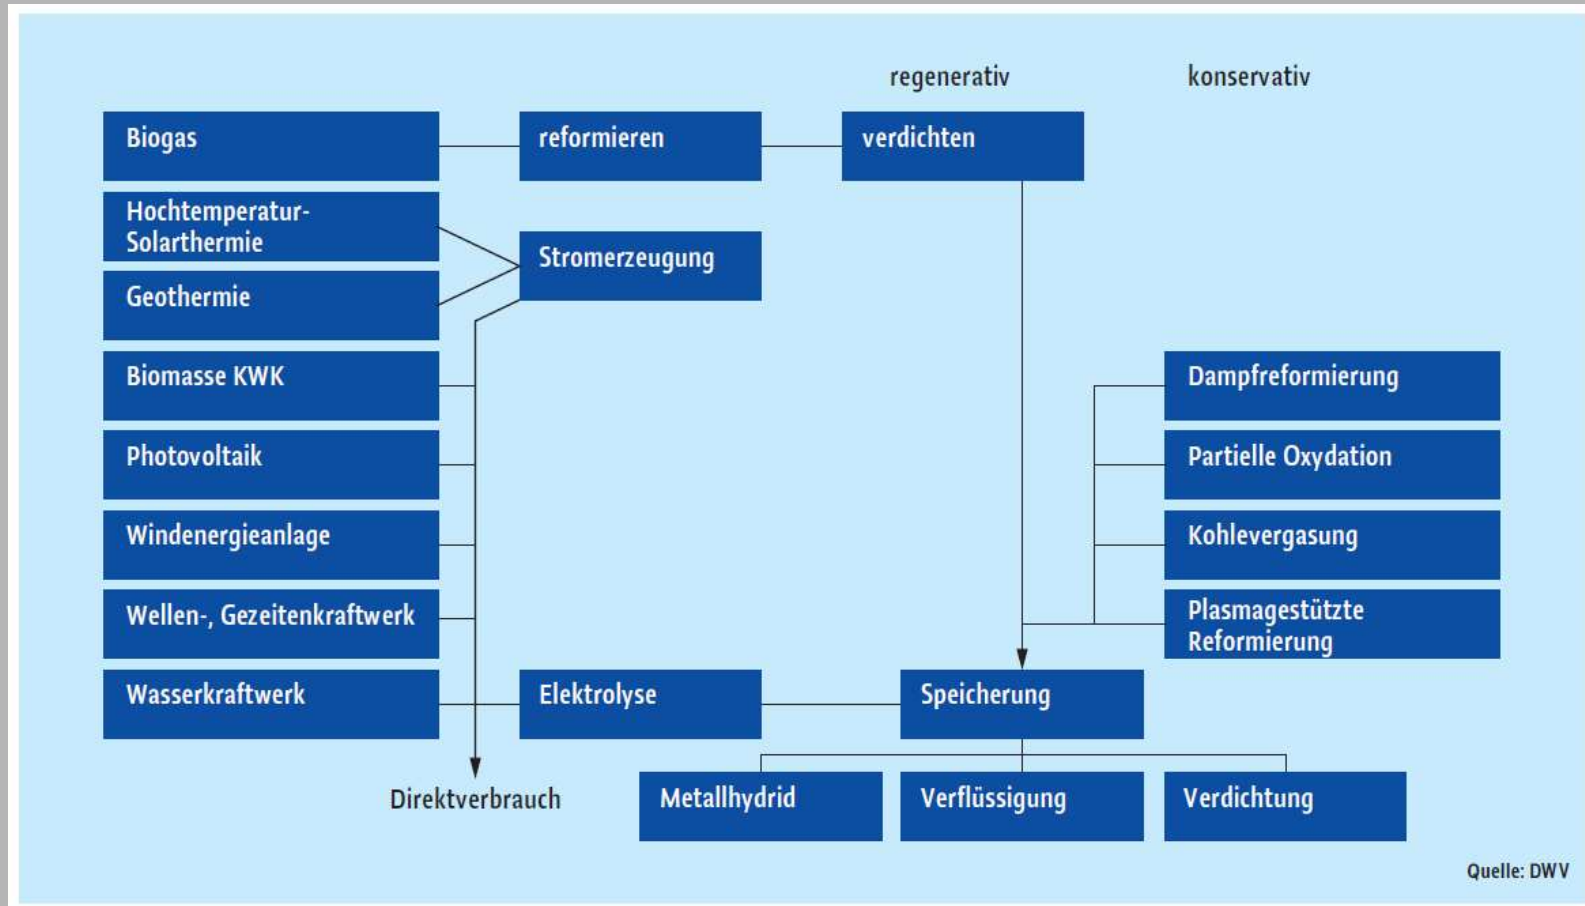 regenerativ
konservativ
Biogas
reformieren
verdichten
Hochtemperatur-
Solarthermie
Stromerzeugung
Geothermie
Biomasse KWK
Dampfreformierung
Photovoltaik
Partielle Oxydation
Windenergieanlage
Kohlevergasung
Wellen-, Gezeitenkraftwerk
Plasmagestützte
Reformierung
Wasserkraftwerk
Elektrolyse
Speicherung
Direktverbrauch
Metallhydrid
Verflüssigung
Verdichtung
Quelle: DWV